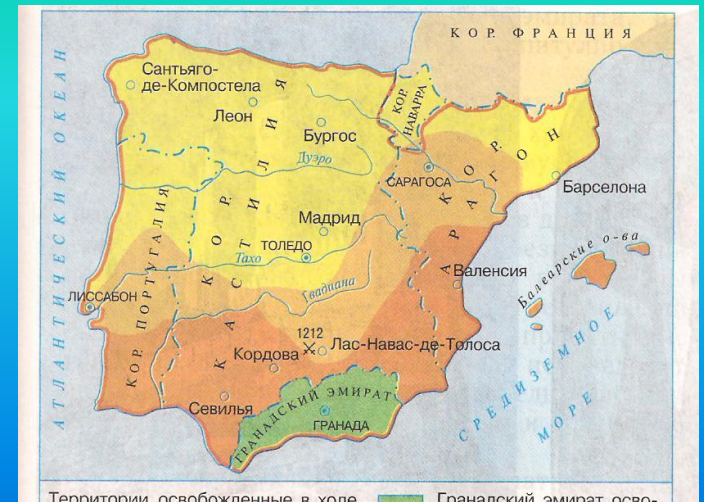 КОР. ФРАНЦИЯ
АТЛАНТИЧЕСКИЙ ОКЕАН
Сантьяго-
де-Компостела
Леон
Бургос
КОР.
НАВАРРА
Дуэро
САРАГОСА
КОР. АРАГОН
Барселона
КОР. КАСТИЛИЯ
Мадрид
ТОЛЕДО
Тахо
Гвадиана
Валенсия
Балеарские о-ва
ЛИССАБОН
КОР. ПОРТУГАЛИЯ
1212
Лас-Навас-де-Толоса
Кордова
Севилья
ГРАНАДСКИЙ ЭМИРАТ
ГРАНАДА
СРЕДИЗЕМНОЕ
МОРЕ
Территории, освобожденные в ходе
Гранадский эмират, осво-